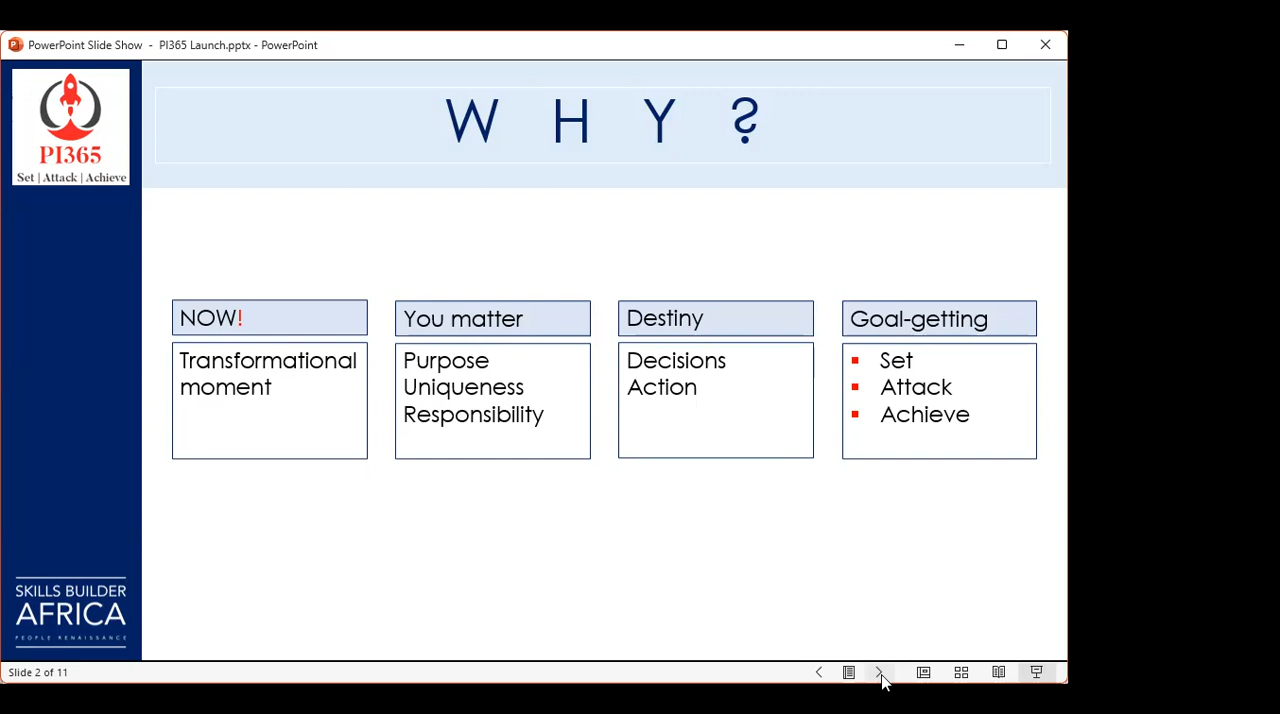 PowerPoint Slide Show - PI365 Launch.pptx - PowerPoint
PI365
Set | Attack | Achieve
W H Y ?
NOW!
Transformational
moment
You matter
Purpose
Uniqueness
Responsibility
Destiny
Decisions
Action
Goal-getting
▪ Set
▪ Attack
▪ Achieve
SKILLS BUILDER
AFRICA
PEOPLE RENAISSANCE
Slide 2 of 11